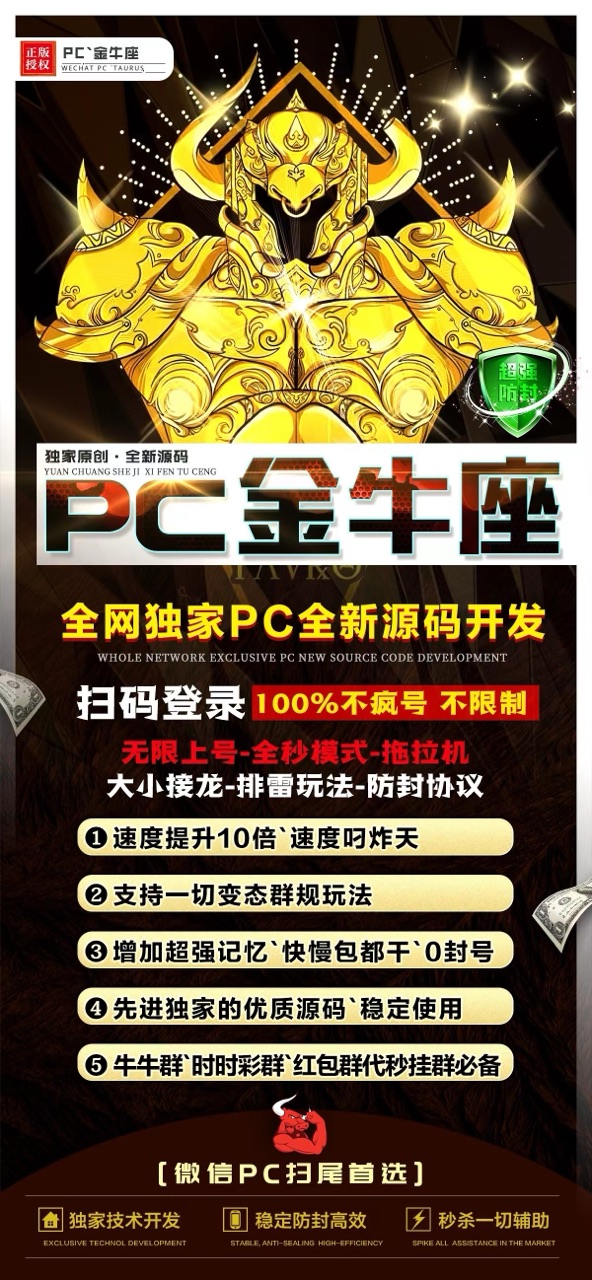 正版
授权
PC`金牛座
WECHAT PC `TAURUS
超强
防封
独家原创·全新源码
YUAN CHUANG SHE JI XI FEN TU CENG
PC金牛座
全网独家PC全新源码开发
WHOLE NETWORK EXCLUSIVE PC NEW SOURCE CODE DEVELOPMENT
扫码登录 100%不疯号 不限制
无限上号-全秒模式-拖拉机
大小接龙-排雷玩法-防封协议
❶速度提升10倍`速度叼炸天
❷支持一切变态群规玩法
❸增加超强记忆`快慢包都干`0封号
❹先进独家的优质源码`稳定使用
❺牛牛群`时时彩群`红包群代秒挂群必备
[微信PC扫尾首选]
独家技术开发 稳定防封高效 秒杀一切辅助
EXCLUSIVE TECHNOL DEVELOPMENT STABLE, ANTI-SEALING HIGH-EFFICIENCY SPIKE ALL ASSISTANCE IN THE MARKET